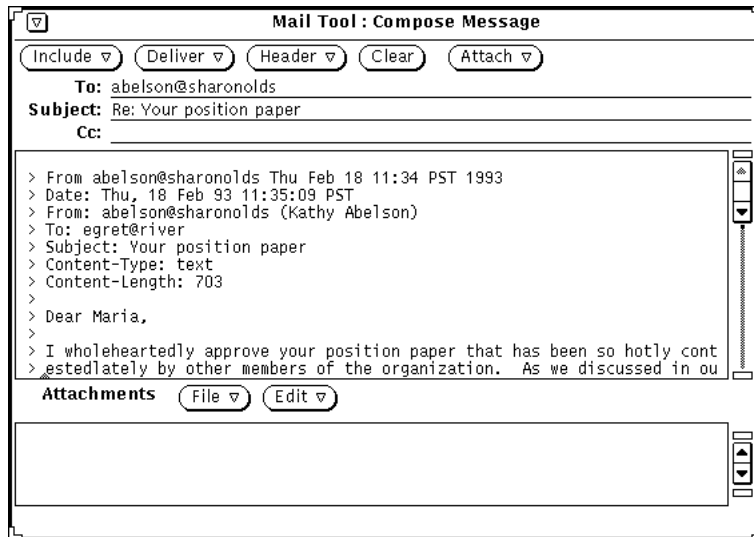 Mail Tool : Compose Message
Include Deliver Header Clear Attach
To: abelson@sharonolds
Subject: Re: Your position paper
Cc:
> From abelson@sharonolds Thu Feb 18 11:34 PST 1993
> Date: Thu, 18 Feb 93 11:35:09 PST
> From: abelson@sharonolds (Kathy Abelson)
> To: egret@river
> Subject: Your position paper
> Content-Type: text
> Content-Length: 703
>
> Dear Maria,
>
> I wholeheartedly approve your position paper that has been so hotly cont
> estedlately by other members of the organization.  As we discussed in ou
Attachments File Edit